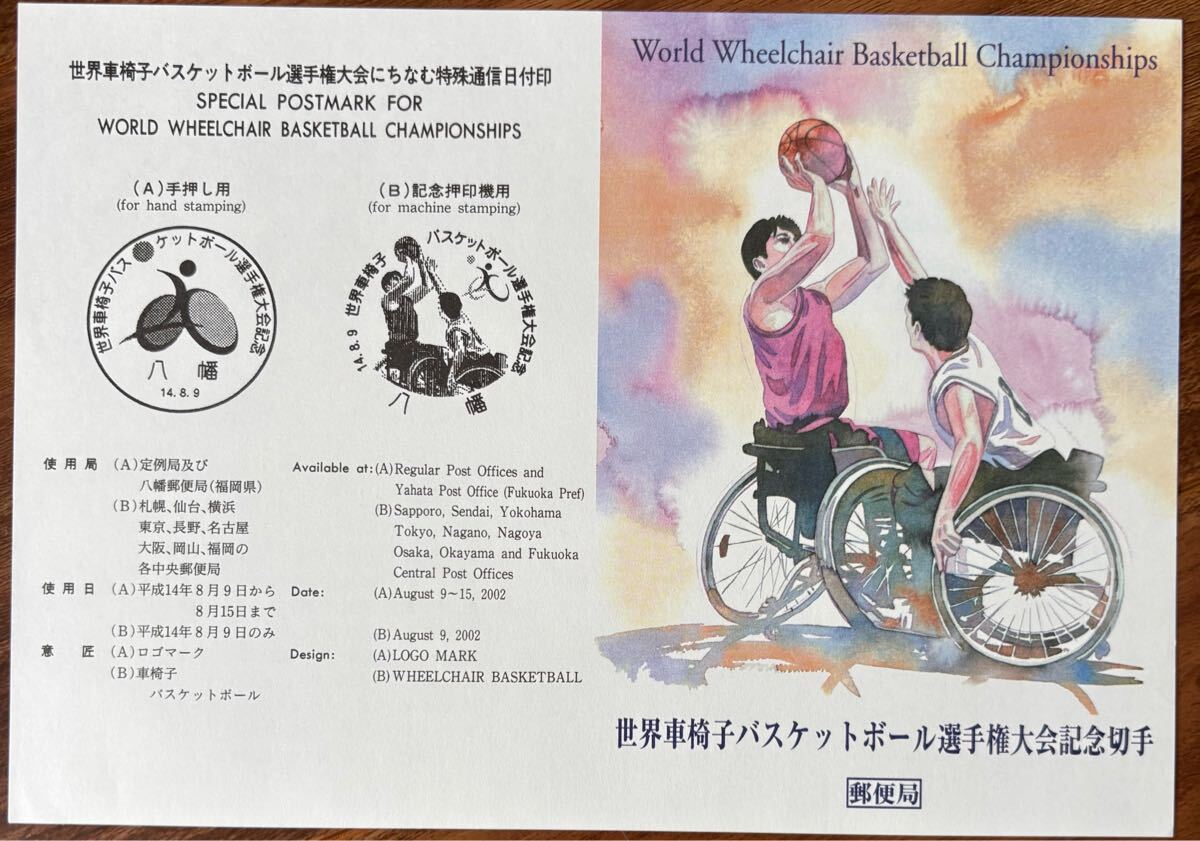 世界車椅子バスケットボール選手権大会にちなむ特殊通信日付印
SPECIAL POSTMARK FOR
WORLD WHEELCHAIR BASKETBALL CHAMPIONSHIPS
(A)手押し用
(for hand stamping)
世界車椅子バスケットボール選手権大会記念
八幡
14.8.9
(B)記念押印機用
(for machine stamping)
世界車椅子バスケットボール選手権大会記念
14.8.9
八幡
使用局 (A)定例局及び
八幡郵便局(福岡県)
(B)札幌、仙台、横浜
東京、長野、名古屋
大阪、岡山、福岡の
各中央郵便局
使用日 (A)平成14年8月9日から
8月15日まで
(B)平成14年8月9日のみ
意匠 (A)ロゴマーク
(B)車椅子
バスケットボール
Available at: (A)Regular Post Offices and
Yahata Post Office (Fukuoka Pref)
(B)Sapporo, Sendai, Yokohama
Tokyo, Nagano, Nagoya
Osaka, Okayama and Fukuoka
Central Post Offices
Date: (A)August 9~15, 2002
(B)August 9, 2002
Design: (A)LOGO MARK
(B)WHEELCHAIR BASKETBALL
World Wheelchair Basketball Championships
世界車椅子バスケットボール選手権大会記念切手
郵便局